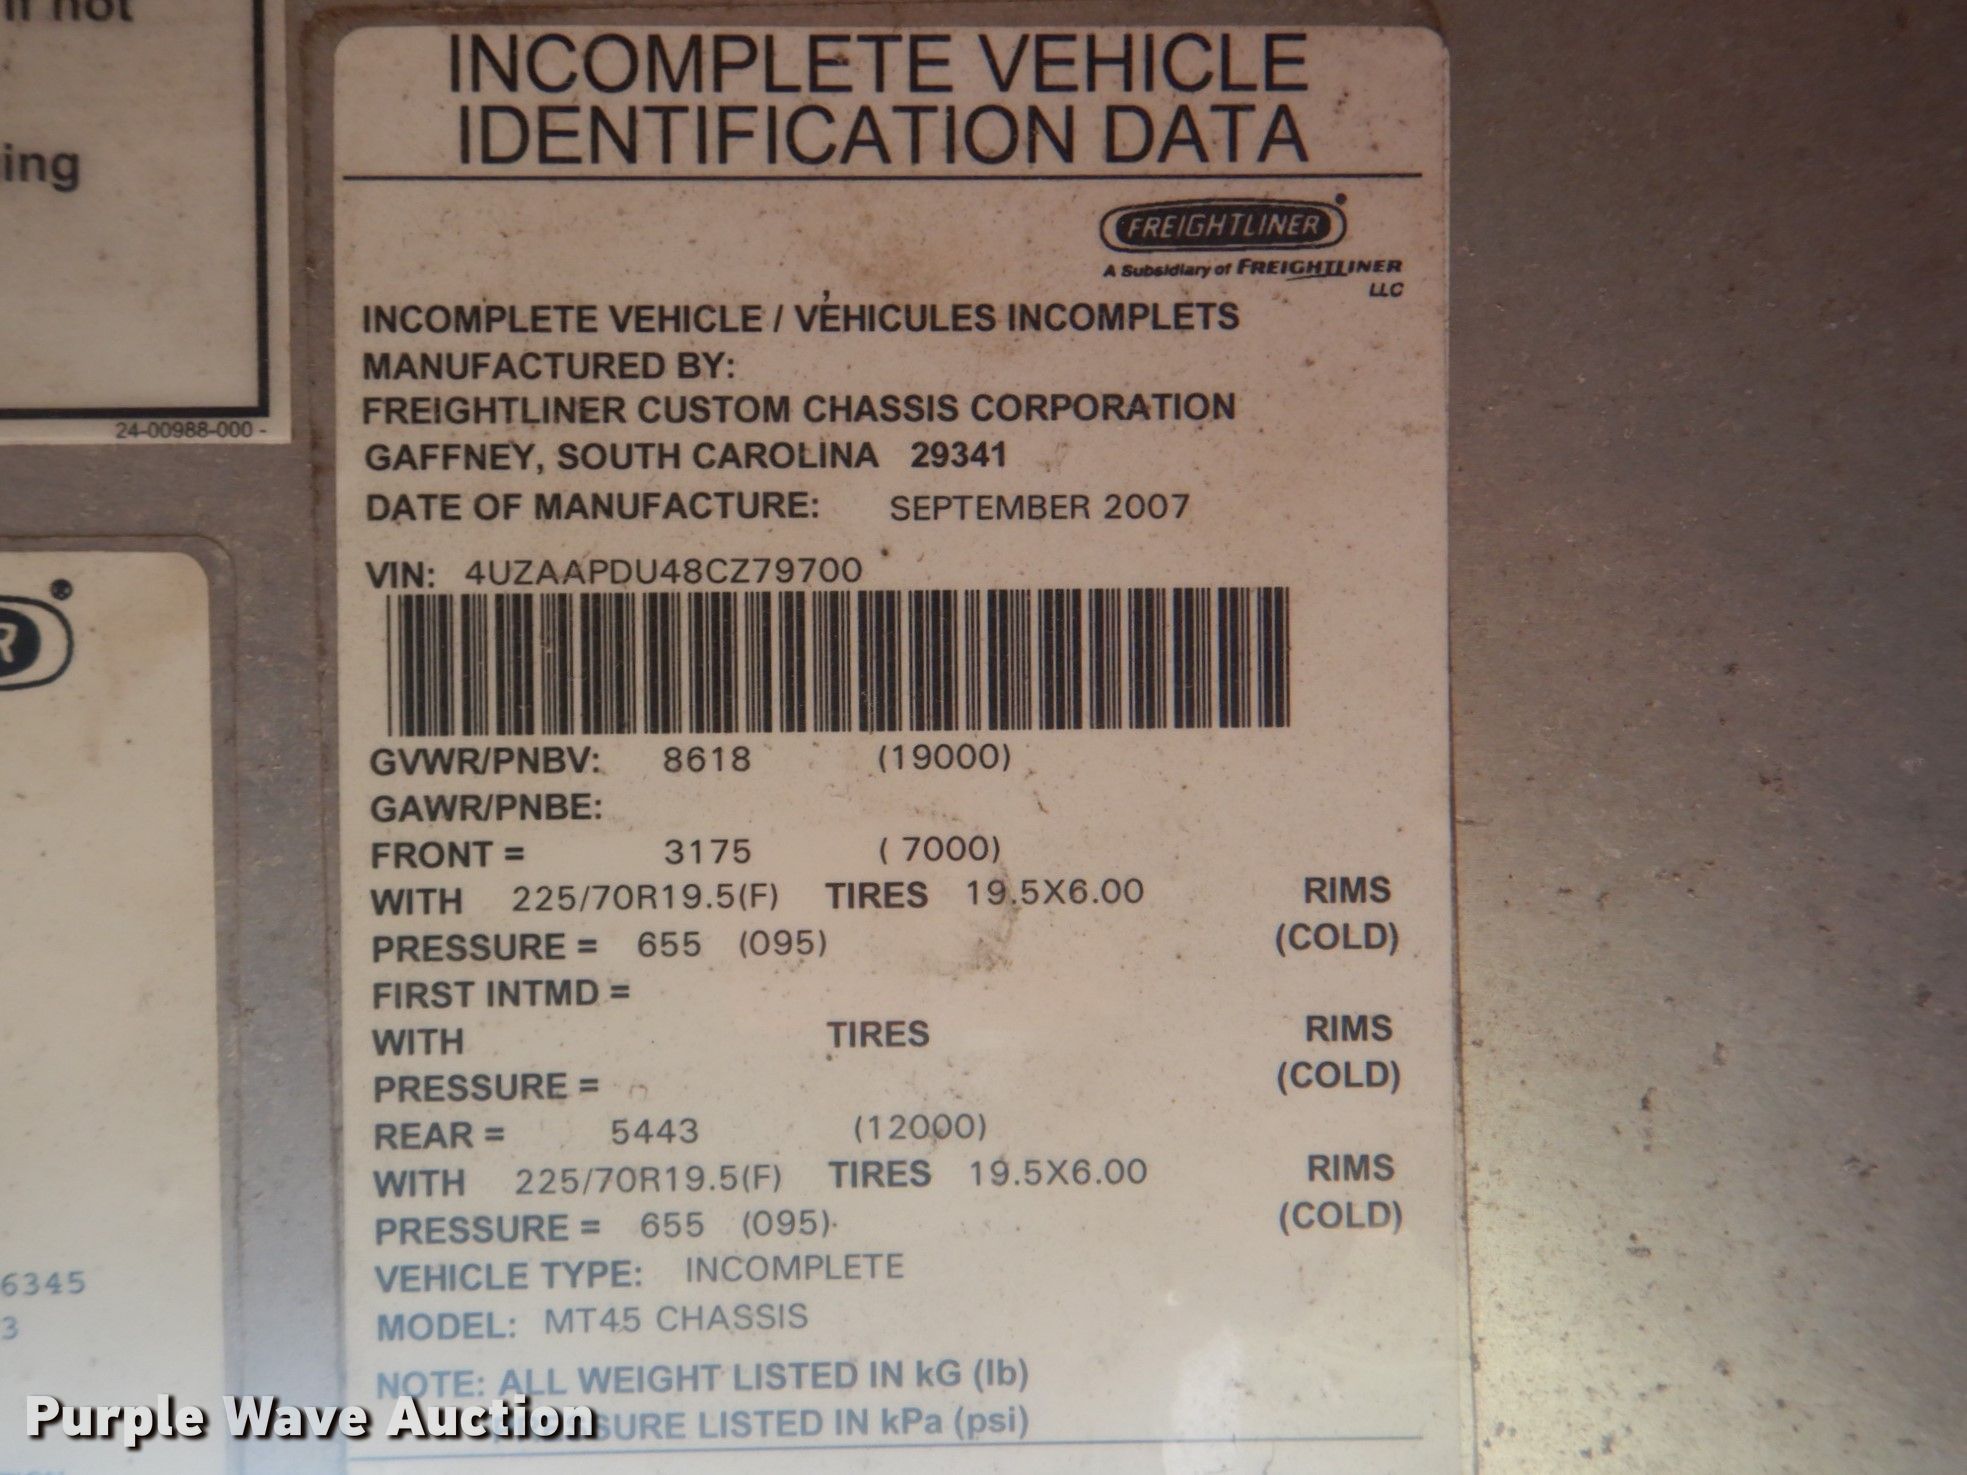 if not
ing
24-00988-000 -
R
®
6345
3
INCOMPLETE VEHICLE
IDENTIFICATION DATA
FREIGHTLINER
A Subsidiary of FREIGHTLINER
LLC
INCOMPLETE VEHICLE / VÉHICULES INCOMPLETS
MANUFACTURED BY:
FREIGHTLINER CUSTOM CHASSIS CORPORATION
GAFFNEY, SOUTH CAROLINA 29341
DATE OF MANUFACTURE: SEPTEMBER 2007
VIN: 4UZAAPDU48CZ79700
GVWR/PNBV: 8618 (19000)
GAWR/PNBE:
FRONT = 3175 ( 7000)
WITH 225/70R19.5(F) TIRES 19.5X6.00 RIMS
PRESSURE = 655 (095) (COLD)
FIRST INTMD =
WITH TIRES RIMS
PRESSURE = (COLD)
REAR = 5443 (12000)
WITH 225/70R19.5(F) TIRES 19.5X6.00 RIMS
PRESSURE = 655 (095) (COLD)
VEHICLE TYPE: INCOMPLETE
MODEL: MT45 CHASSIS
NOTE: ALL WEIGHT LISTED IN kG (lb)
PRESSURE LISTED IN kPa (psi)
Purple Wave Auction